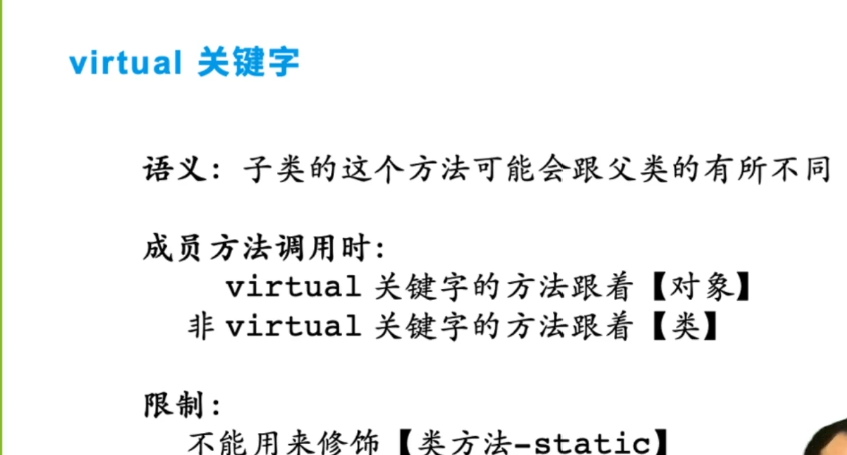 virtual 关键字
语义：子类的这个方法可能会跟父类的有所不同
成员方法调用时：
virtual 关键字的方法跟着【对象】
非 virtual 关键字的方法跟着【类】
限制：
不能用来修饰【类方法-static】